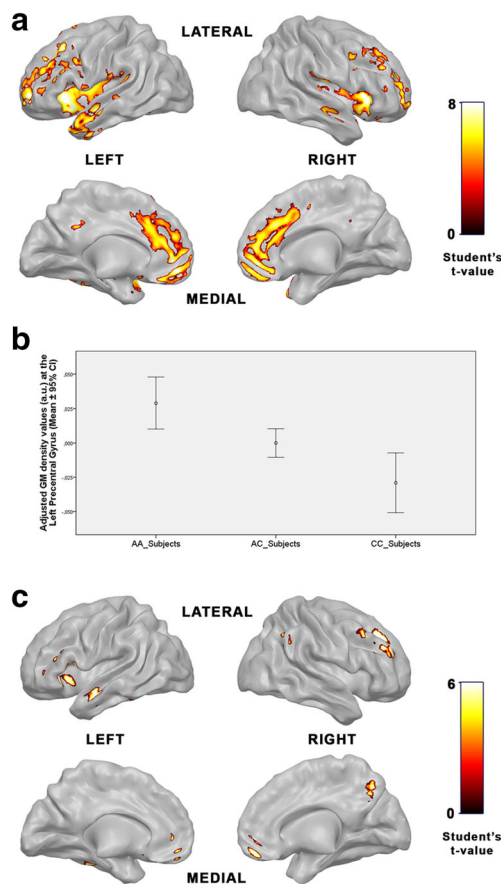 a
LATERAL
LEFT
RIGHT
MEDIAL
8
0
Student's
t-value
b
Adjusted GM density values (a.u.) at the
Left Precentral Gyrus (Mean ± 95% CI)
,050
,025
,000
-,025
-,050
AA_Subjects
AC_Subjects
CC_Subjects
c
LATERAL
LEFT
RIGHT
MEDIAL
6
0
Student's
t-value